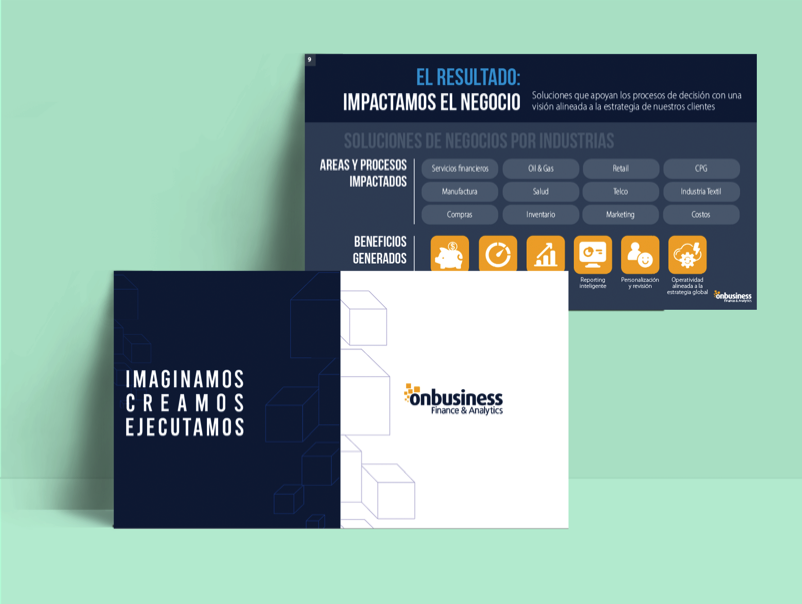 9
EL RESULTADO:
IMPACTAMOS EL NEGOCIO
Soluciones que apoyan los procesos de decisión con una
visión alineada a la estrategia de nuestros clientes
SOLUCIONES DE NEGOCIOS POR INDUSTRIAS
AREAS Y PROCESOS
IMPACTADOS
Servicios financieros
Oil & Gas
Retail
CPG
Manufactura
Salud
Telco
Industria Textil
Compras
Inventario
Marketing
Costos
BENEFICIOS
GENERADOS
Reporting
inteligente
Personalización
y revisión
Operatividad
alineada a la
estrategia global
onbusiness
Finance & Analytics
IMAGINAMOS
CREAMOS
EJECUTAMOS
onbusiness
Finance & Analytics